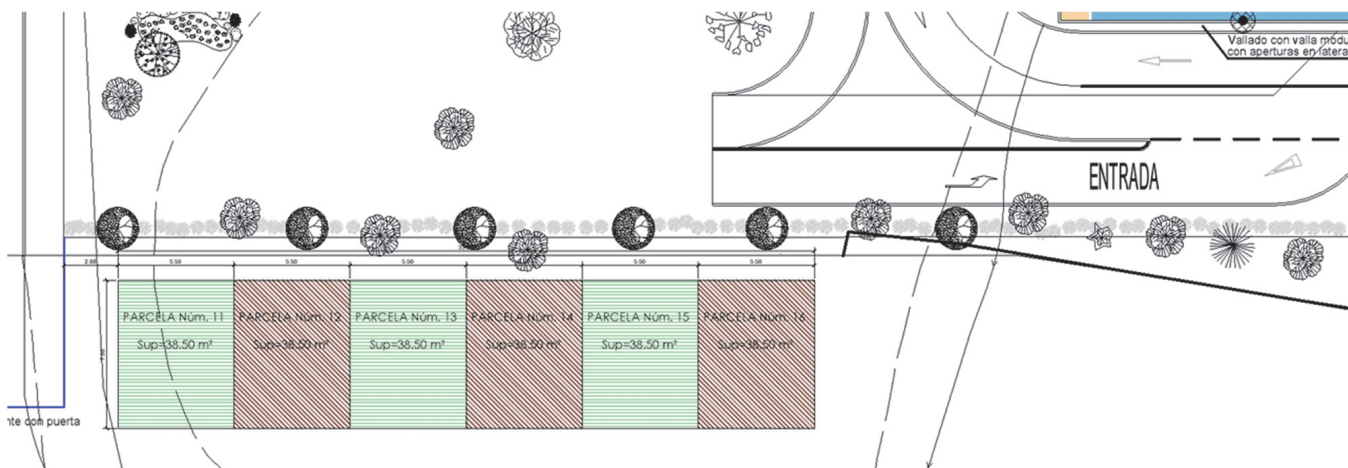 Vallado con valla módu
con aperturas en latera
ENTRADA
5.50 5.50 5.50 5.50 5.50 5.50
PARCELA Núm. 11 PARCELA Núm. 12 PARCELA Núm. 13 PARCELA Núm. 14 PARCELA Núm. 15 PARCELA Núm. 16
Sup=38.50 m² Sup=38.50 m² Sup=38.50 m² Sup=38.50 m² Sup=38.50 m² Sup=38.50 m²
nte con puerta